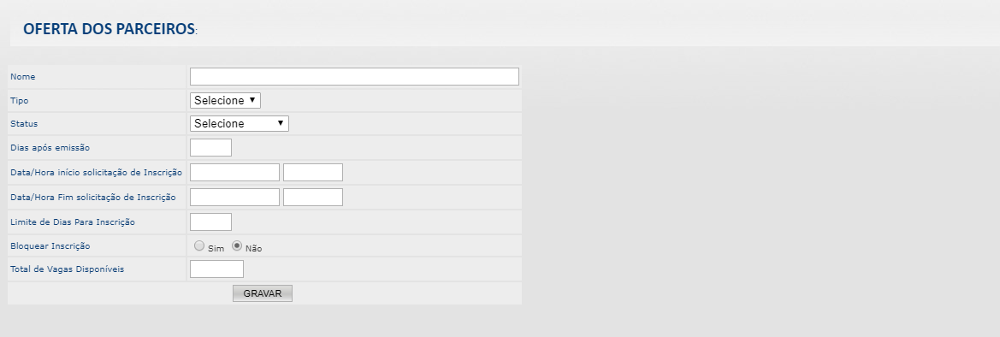 OFERTA DOS PARCEIROS:
Nome
Tipo Selecione
Status Selecione
Dias após emissão
Data/Hora início solicitação de Inscrição
Data/Hora Fim solicitação de Inscrição
Limite de Dias Para Inscrição
Bloquear Inscrição Sim Não
Total de Vagas Disponíveis
GRAVAR